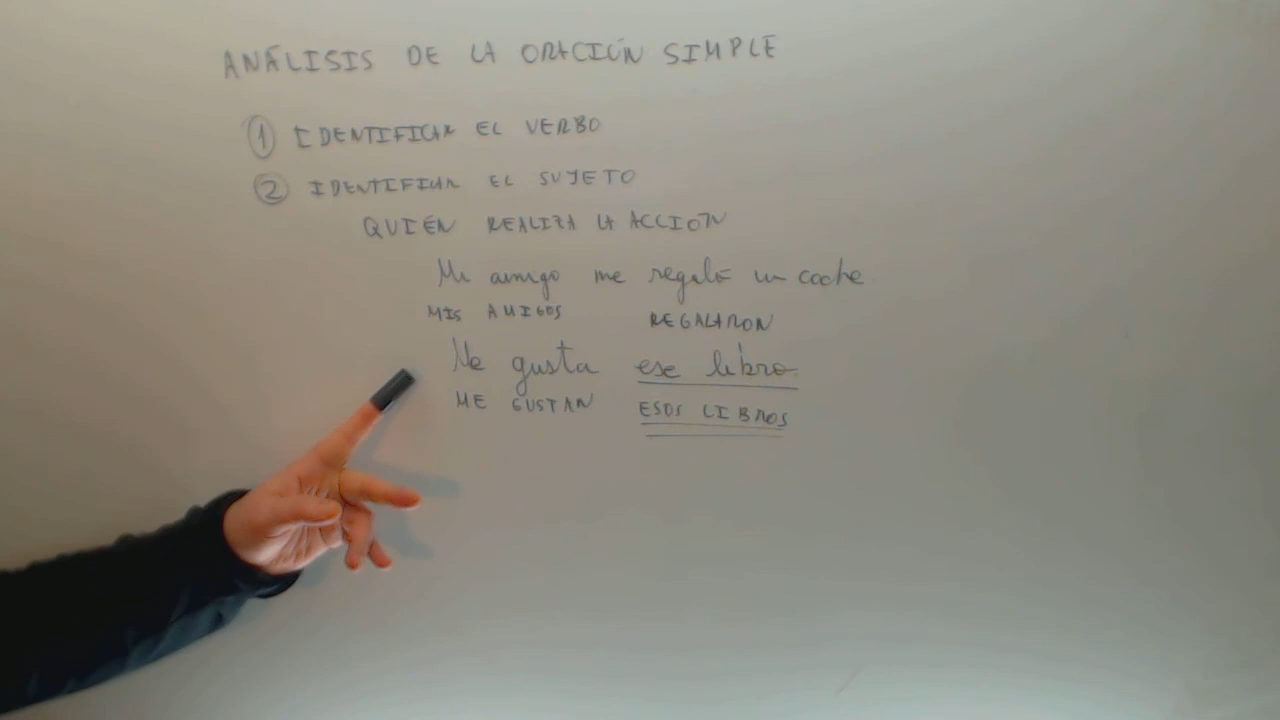 ANÁLISIS DE LA ORACIÓN SIMPLE
① IDENTIFICAR EL VERBO
② IDENTIFICAR EL SUJETO
QUIÉN REALIZA LA ACCIÓN
Mi amigo me regaló un coche
MIS AMIGOS REGALARON
Me gusta ese libro.
ME GUSTAN ESOS LIBROS